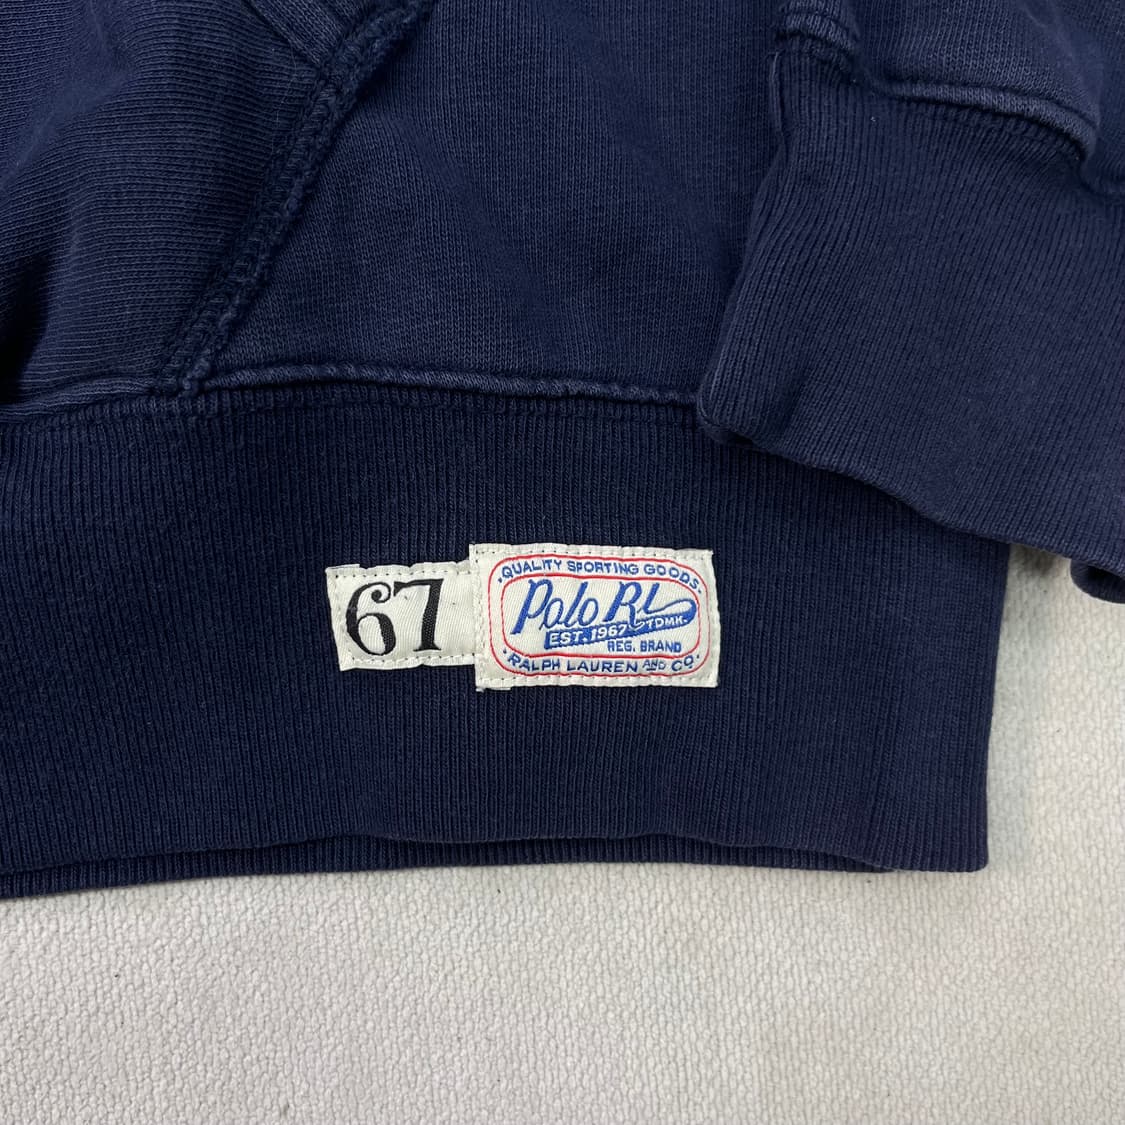 67
·QUALITY SPORTING GOODS·
Polo RL
EST. 1967 TDMK.
REG. BRAND
·RALPH LAUREN AND CO.·